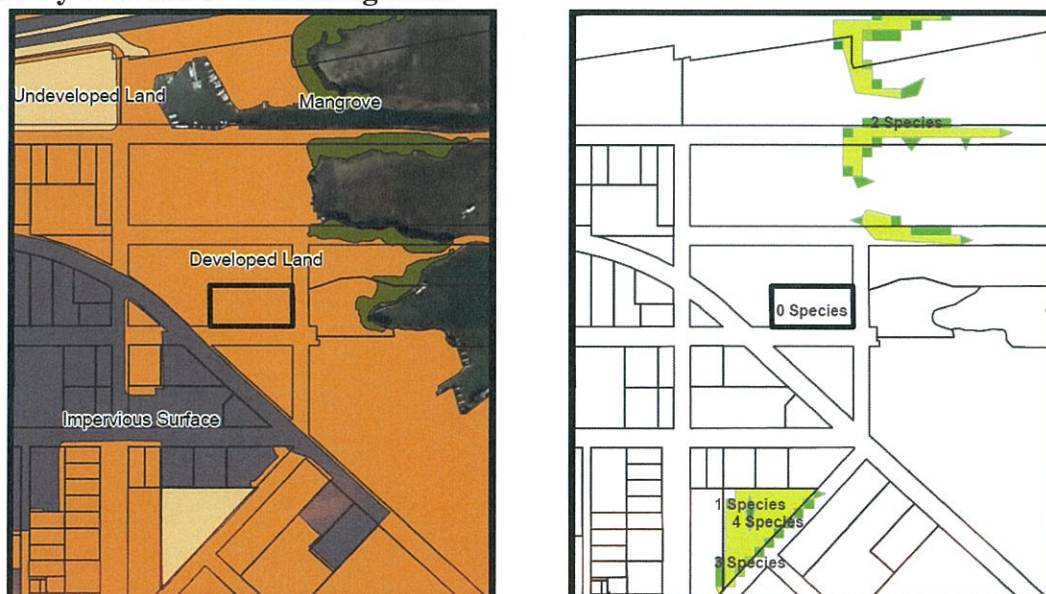 Undeveloped Land
Mangrove
Developed Land
Impervious Surface
2 Species
0 Species
1 Species
4 Species
3 Species